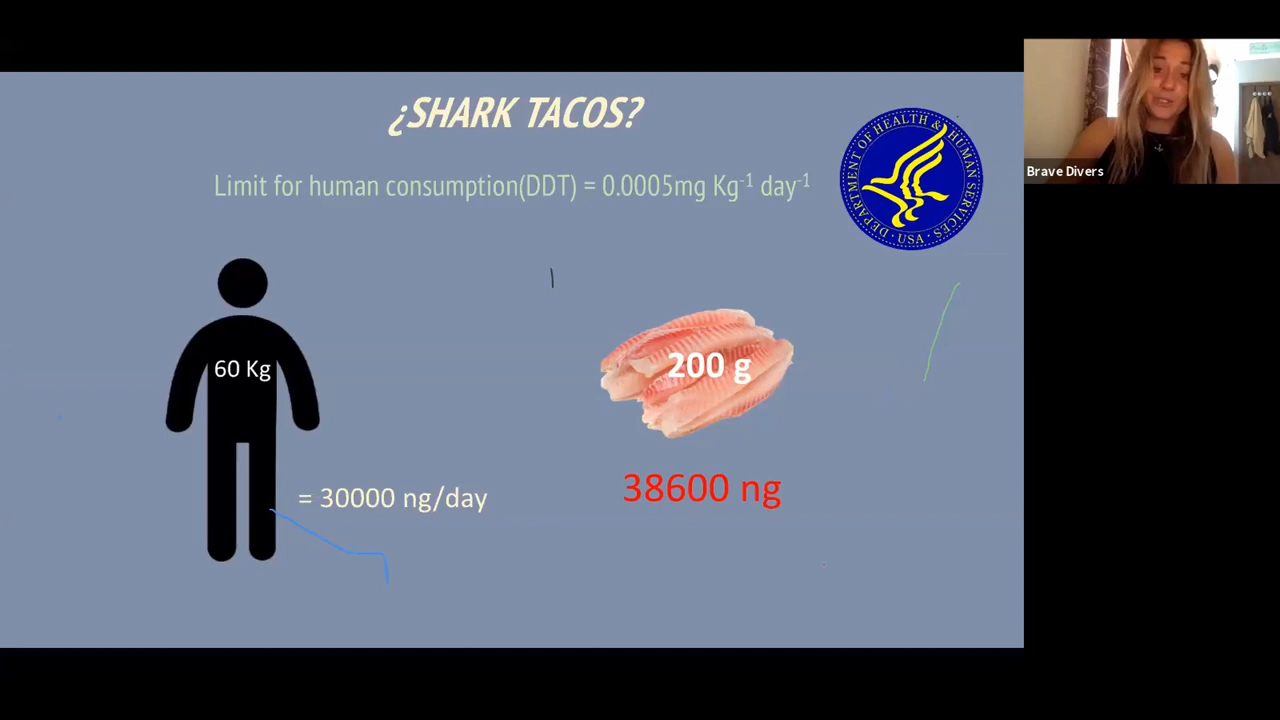 ¿SHARK TACOS?
Limit for human consumption(DDT) = 0.0005mg Kg⁻¹ day⁻¹
DEPARTMENT OF HEALTH & HUMAN SERVICES · USA ·
Brave Divers
60 Kg
200 g
= 30000 ng/day
38600 ng